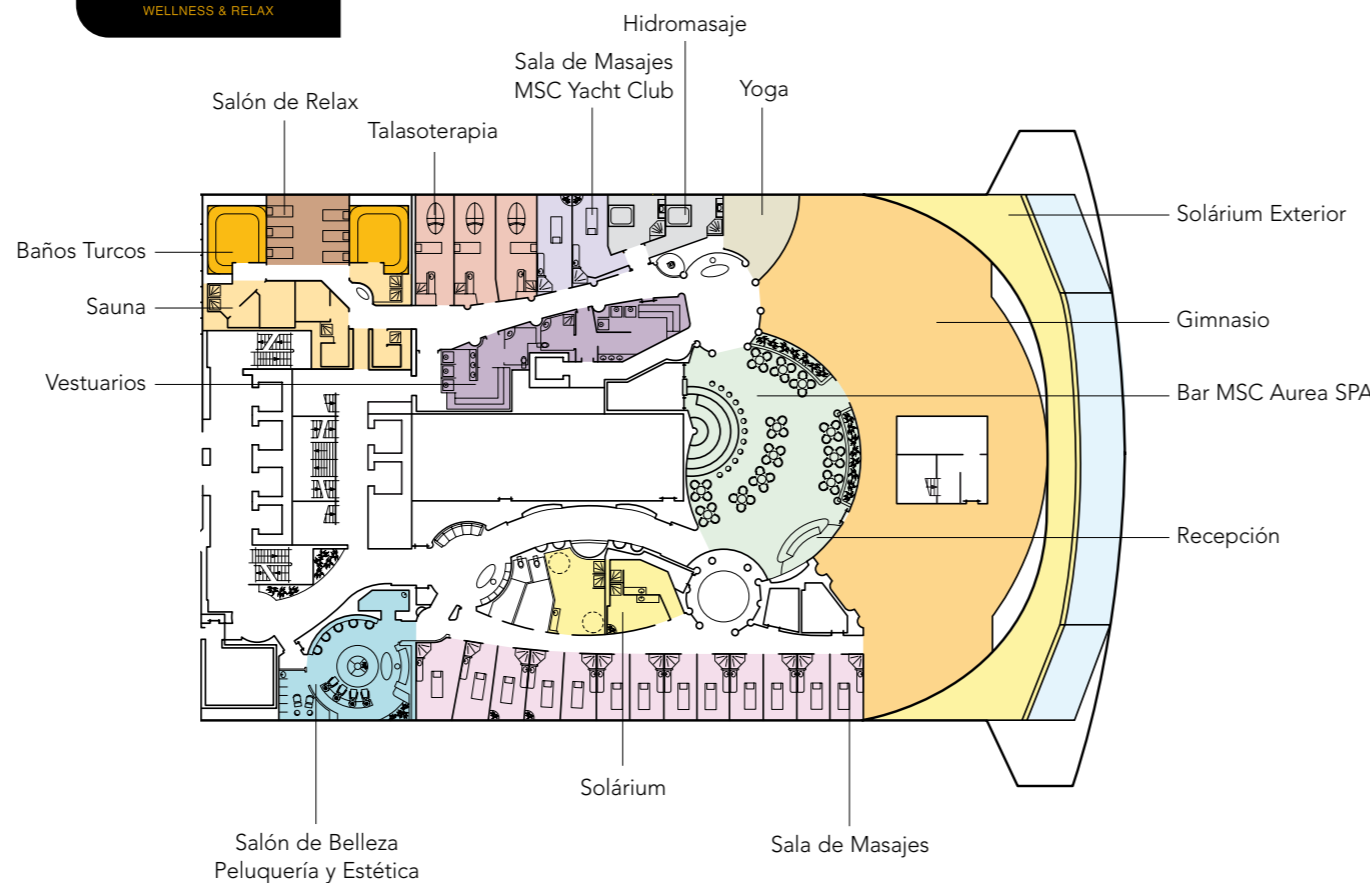 WELLNESS & RELAX
Hidromasaje
Sala de Masajes
MSC Yacht Club
Yoga
Salón de Relax
Talasoterapia
Solárium Exterior
Baños Turcos
Sauna
Gimnasio
Vestuarios
Bar MSC Aurea SPA
Recepción
Solárium
Salón de Belleza
Peluquería y Estética
Sala de Masajes